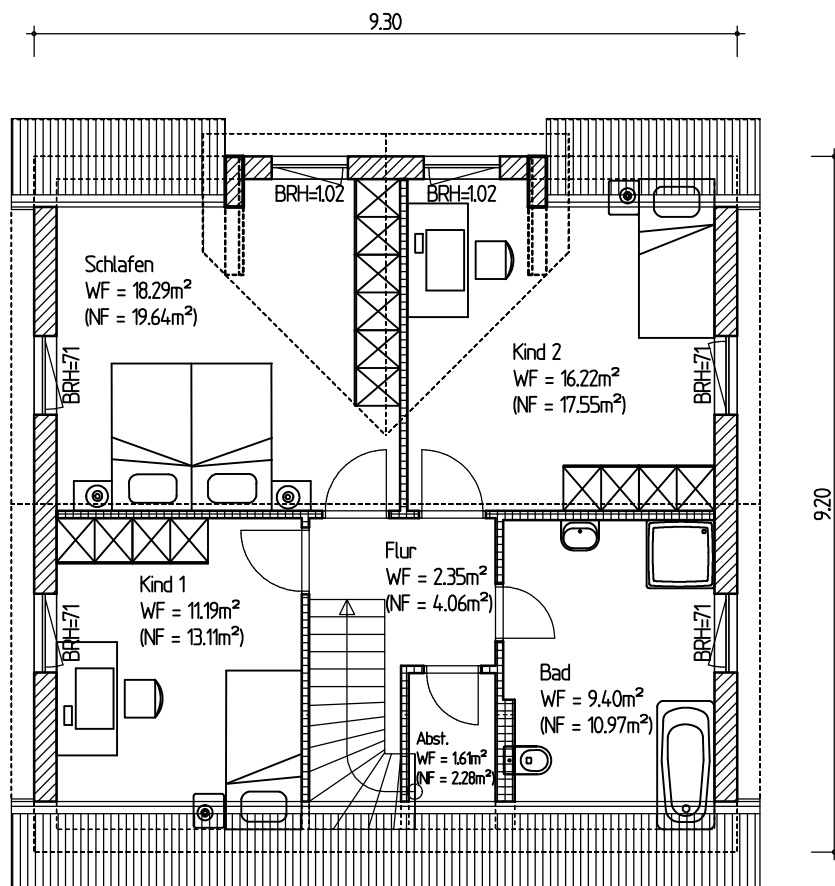 9.30
BRH=1.02
BRH=1.02
Schlafen
WF = 18.29m²
(NF = 19.64m²)
BRH=71
Kind 2
WF = 16.22m²
(NF = 17.55m²)
BRH=71
9.20
Flur
WF = 2.35m²
(NF = 4.06m²)
Kind 1
WF = 11.19m²
(NF = 13.11m²)
BRH=71
BRH=71
Bad
WF = 9.40m²
(NF = 10.97m²)
Abst.
WF = 1.61m²
(NF = 2.28m²)